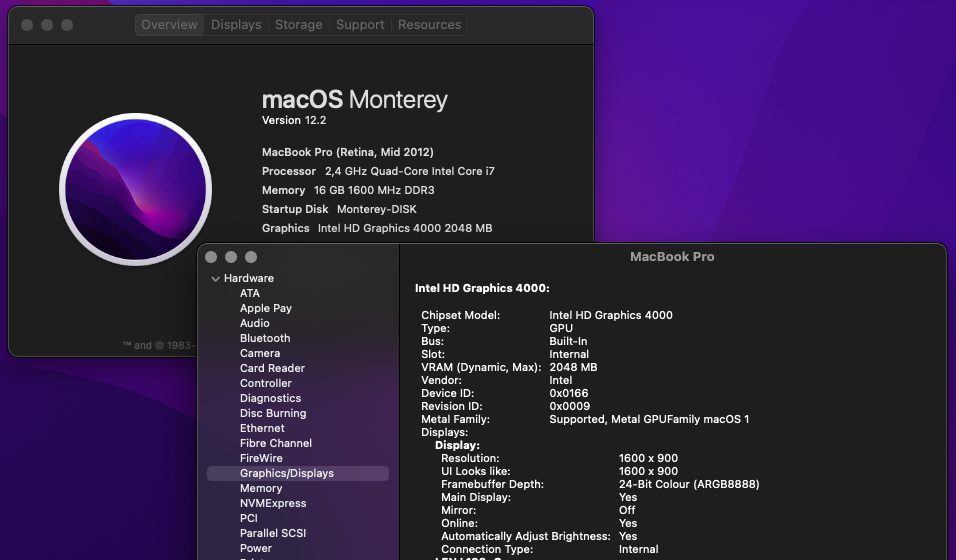 Overview Displays Storage Support Resources
macOS Monterey
Version 12.2
MacBook Pro (Retina, Mid 2012)
Processor 2,4 GHz Quad-Core Intel Core i7
Memory 16 GB 1600 MHz DDR3
Startup Disk Monterey-DISK
Graphics Intel HD Graphics 4000 2048 MB
™ and © 1983-
MacBook Pro
Hardware
ATA
Apple Pay
Audio
Bluetooth
Camera
Card Reader
Controller
Diagnostics
Disc Burning
Ethernet
Fibre Channel
FireWire
Graphics/Displays
Memory
NVMExpress
PCI
Parallel SCSI
Power
Intel HD Graphics 4000:
Chipset Model: Intel HD Graphics 4000
Type: GPU
Bus: Built-In
Slot: Internal
VRAM (Dynamic, Max): 2048 MB
Vendor: Intel
Device ID: 0x0166
Revision ID: 0x0009
Metal Family: Supported, Metal GPUFamily macOS 1
Displays:
Display:
Resolution: 1600 x 900
UI Looks like: 1600 x 900
Framebuffer Depth: 24-Bit Colour (ARGB8888)
Main Display: Yes
Mirror: Off
Online: Yes
Automatically Adjust Brightness: Yes
Connection Type: Internal